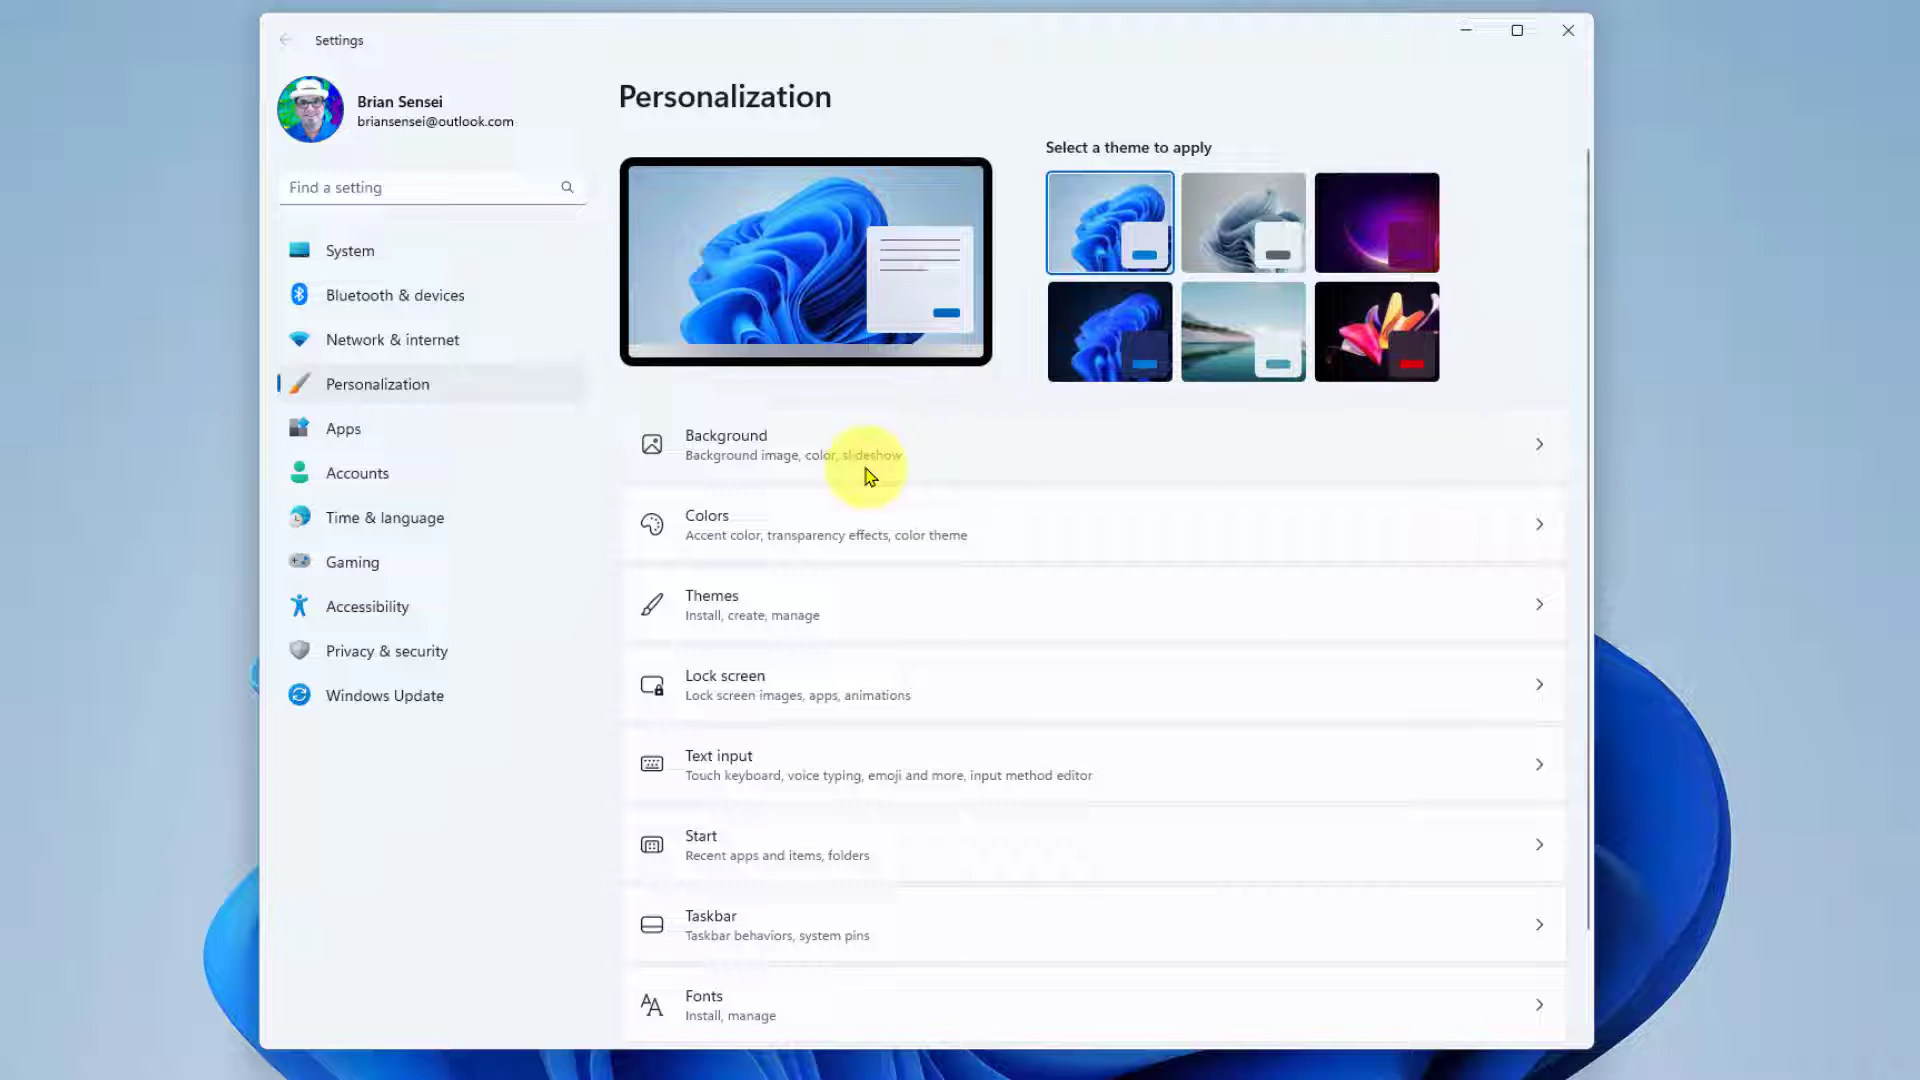 Settings
Brian Sensei
briansensei@outlook.com
Find a setting
System
Bluetooth & devices
Network & internet
Personalization
Apps
Accounts
Time & language
Gaming
Accessibility
Privacy & security
Windows Update
Personalization
Select a theme to apply
Background
Background image, color, slideshow
Colors
Accent color, transparency effects, color theme
Themes
Install, create, manage
Lock screen
Lock screen images, apps, animations
Text input
Touch keyboard, voice typing, emoji and more, input method editor
Start
Recent apps and items, folders
Taskbar
Taskbar behaviors, system pins
Fonts
Install, manage